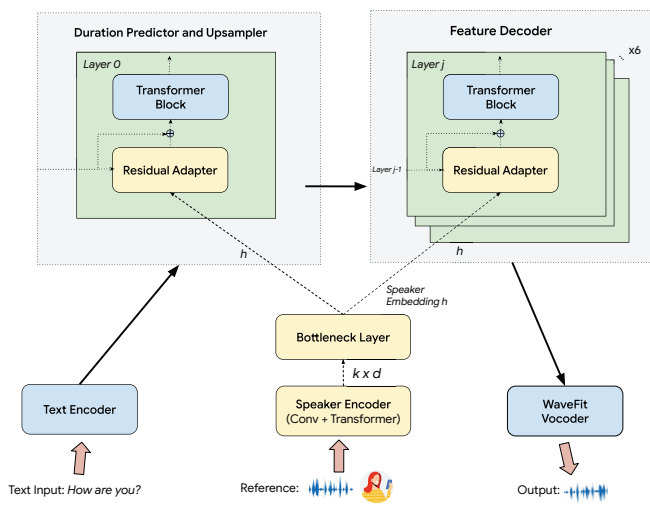 Duration Predictor and Upsampler
Layer 0
Transformer
Block
Residual Adapter
h
Feature Decoder
x6
Layer j
Transformer
Block
Layer j-1
Residual Adapter
h
Speaker
Embedding h
Bottleneck Layer
k x d
Text Encoder
Speaker Encoder
(Conv + Transformer)
WaveFit
Vocoder
Text Input: How are you?
Reference:
Output: